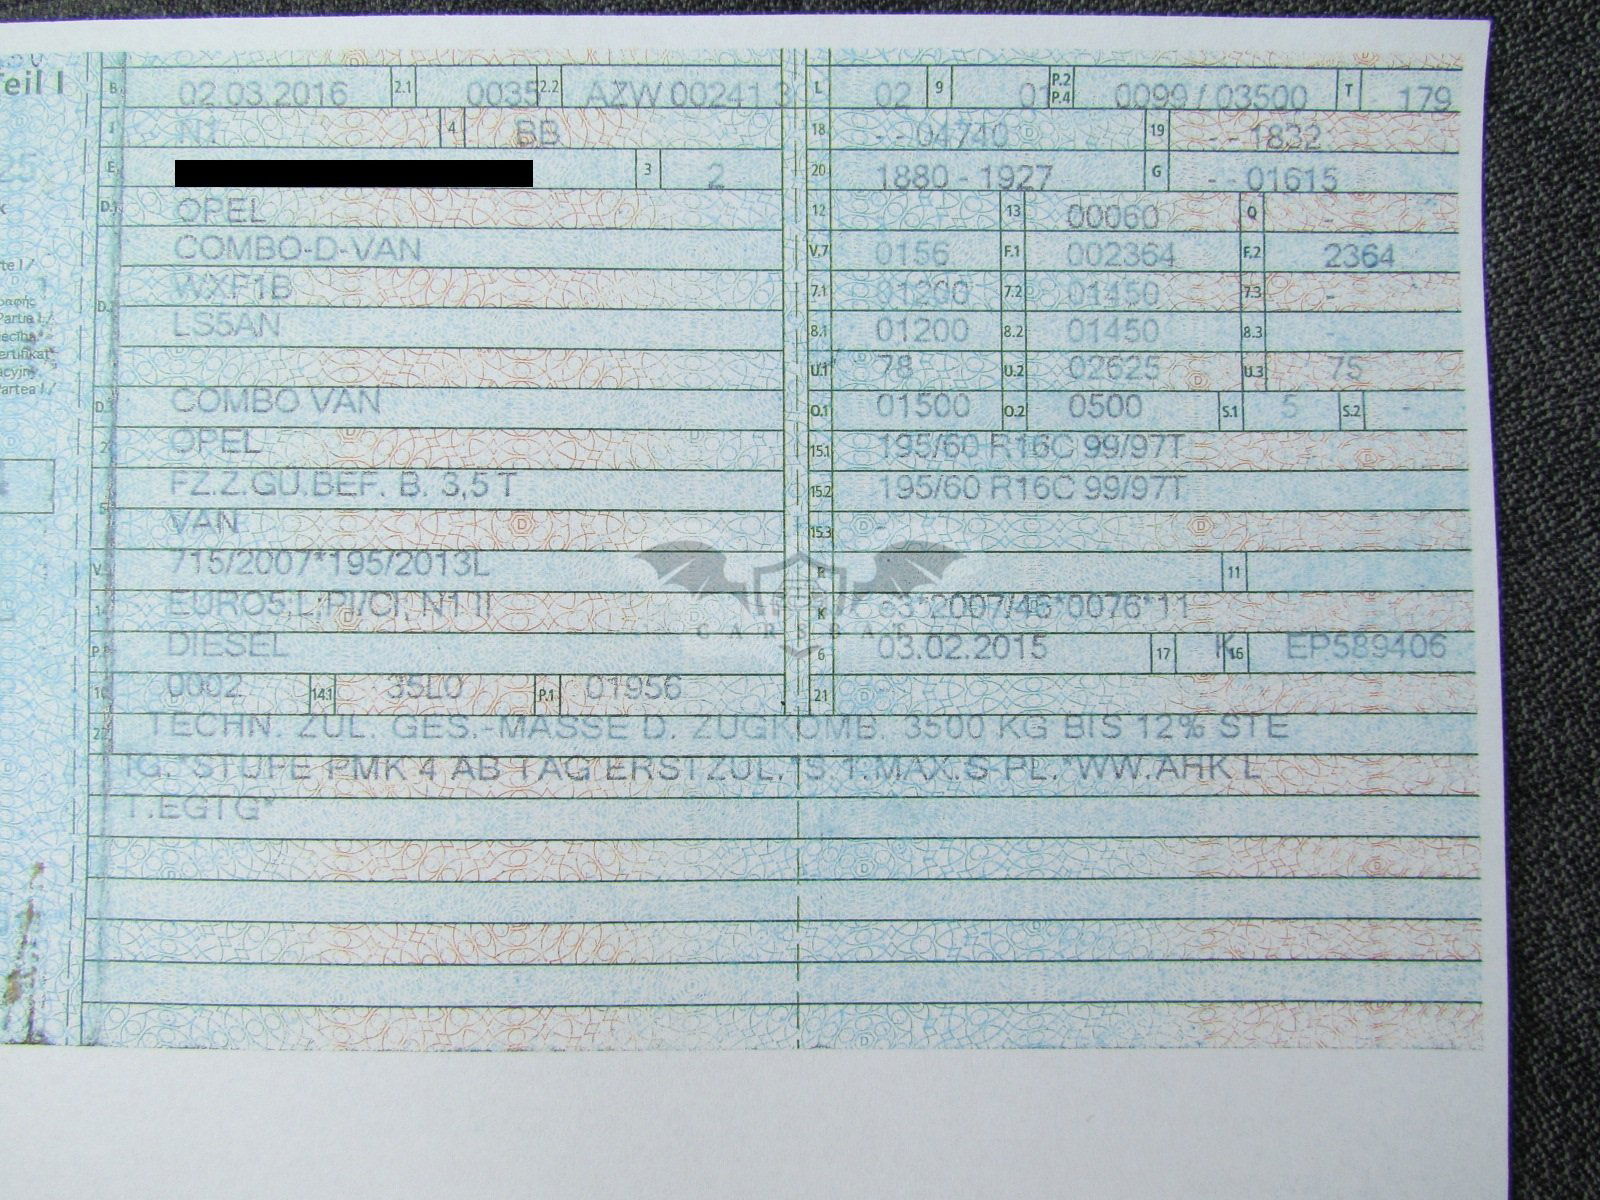 Teil I
B 02.03.2016 2.1 0035 2.2 AZW 00241 3 L 02 9 01 P.2 P.4 0099 / 03500 T 179
J N1 4 BB 18 - - 04740 19 - - 1832
E 3 2 20 1880 - 1927 G - - 01615
D.1 OPEL 12 13 00060 Q -
COMBO-D-VAN V.7 0156 F.1 002364 F.2 2364
WXF1B 7.1 01200 7.2 01450 7.3 -
LS5AN 8.1 01200 8.2 01450 8.3 -
U.1 78 U.2 02625 U.3 75
D.3 COMBO VAN O.1 01500 O.2 0500 S.1 5 S.2 -
2 OPEL 15.1 195/60 R16C 99/97T
FZ.Z.GÜ.BEF. B. 3,5 T 15.2 195/60 R16C 99/97T
5 VAN 15.3 -
715/2007*195/2013L R 11
14 EURO5;L;PI/CI, N1 II K e3*2007/46*0076*11
P.3 DIESEL 6 03.02.2015 17 K 16 EP589406
10 0002 14.1 35L0 P.1 01956 21
22 TECHN. ZUL. GES.-MASSE D. ZUGKOMB. 3500 KG BIS 12% STE
IG.*STUFE PMK 4 AB TAG ERSTZUL.*S.1:MAX.S-PL.*WW.AHK L
T.EGTG*
CARSBAT